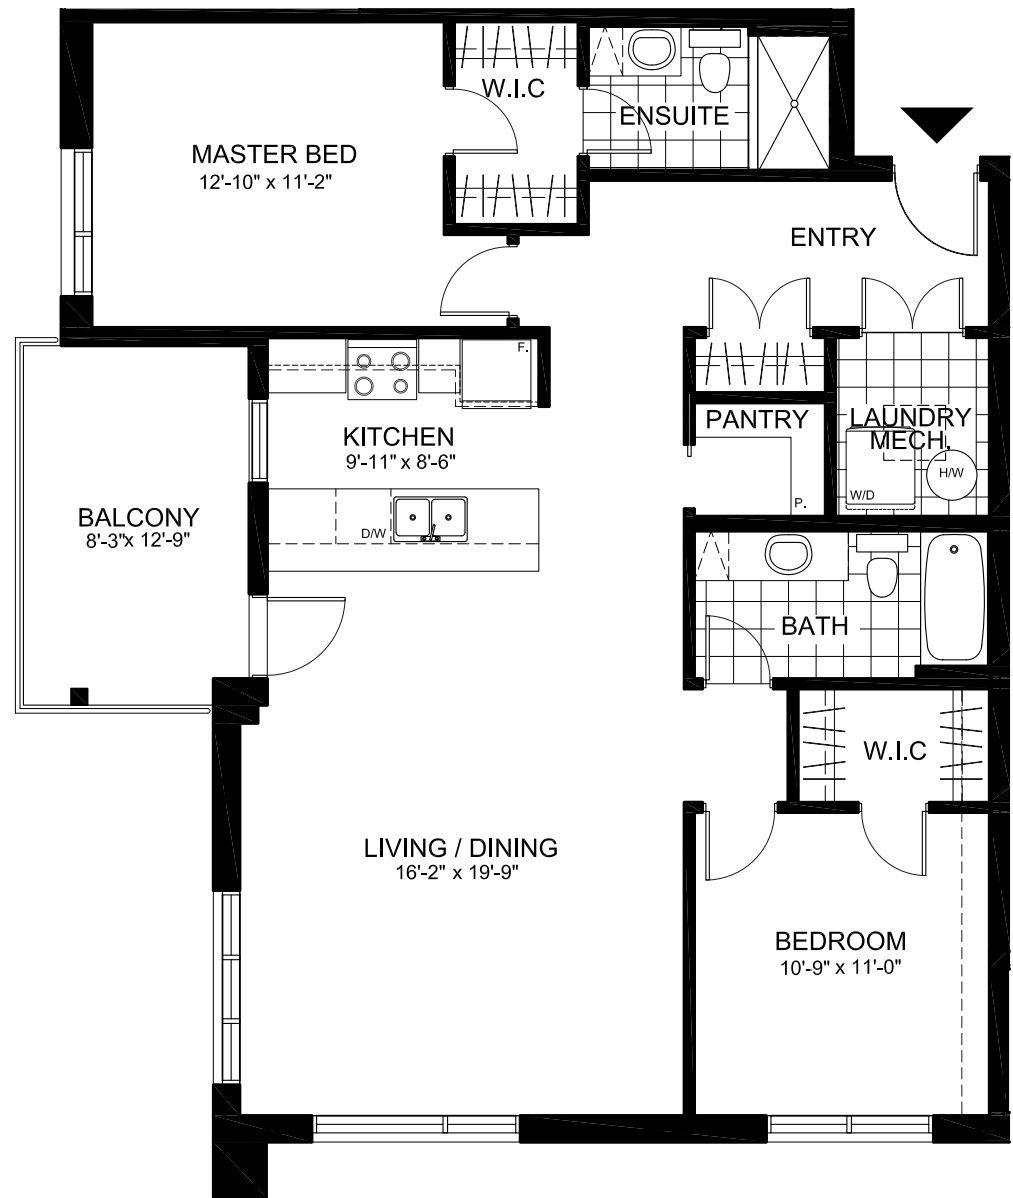 W.I.C
ENSUITE
MASTER BED
12'-10" x 11'-2"
ENTRY
F.
KITCHEN
9'-11" x 8'-6"
PANTRY
LAUNDRY
MECH.
H/W
W/D
P.
BALCONY
8'-3"x 12'-9"
D/W
BATH
W.I.C
LIVING / DINING
16'-2" x 19'-9"
BEDROOM
10'-9" x 11'-0"